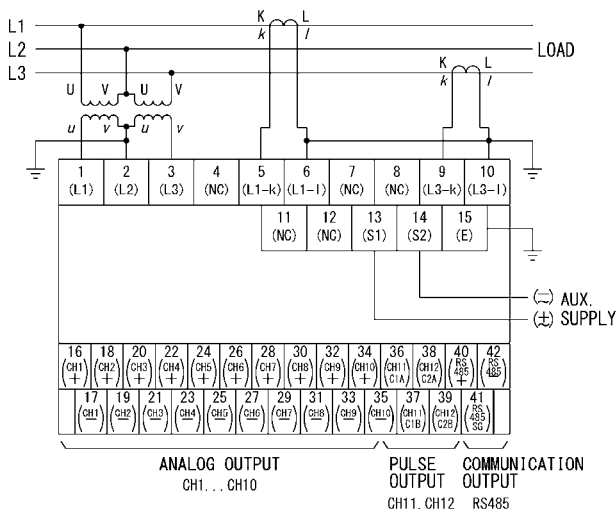 K L
L1
k l
L2
LOAD
K L
L3
k l
U V U V
u v u v
1 2 3 4 5 6 7 8 9 10
(L1) (L2) (L3) (NC) (L1-k) (L1-l) (NC) (NC) (L3-k) (L3-l)
11 12 13 14 15
(NC) (NC) (S1) (S2) (E)
(−) AUX.
(+) SUPPLY
16 18 20 22 24 26 28 30 32 34 36 38 40 42
(CH1 +) (CH2 +) (CH3 +) (CH4 +) (CH5 +) (CH6 +) (CH7 +) (CH8 +) (CH9 +) (CH10 +) (CH11 C1A) (CH12 C2A) (RS 485 +) (RS 485 −)
17 19 21 23 25 27 29 31 33 35 37 39 41
(CH1 −) (CH2 −) (CH3 −) (CH4 −) (CH5 −) (CH6 −) (CH7 −) (CH8 −) (CH9 −) (CH10 −) (CH11 C1B) (CH12 C2B) (RS 485 SG)
ANALOG OUTPUT
CH1...CH10
PULSE
OUTPUT
CH11, CH12
COMMUNICATION
OUTPUT
RS485